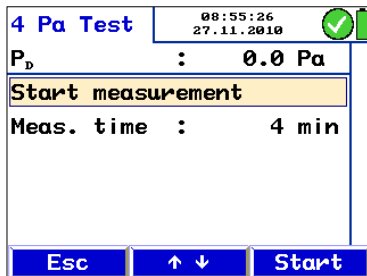 4 Pa Test
08:55:26
27.11.2010
P_D : 0.0 Pa
Start measurement
Meas. time : 4 min
Esc ↑ ↓ Start